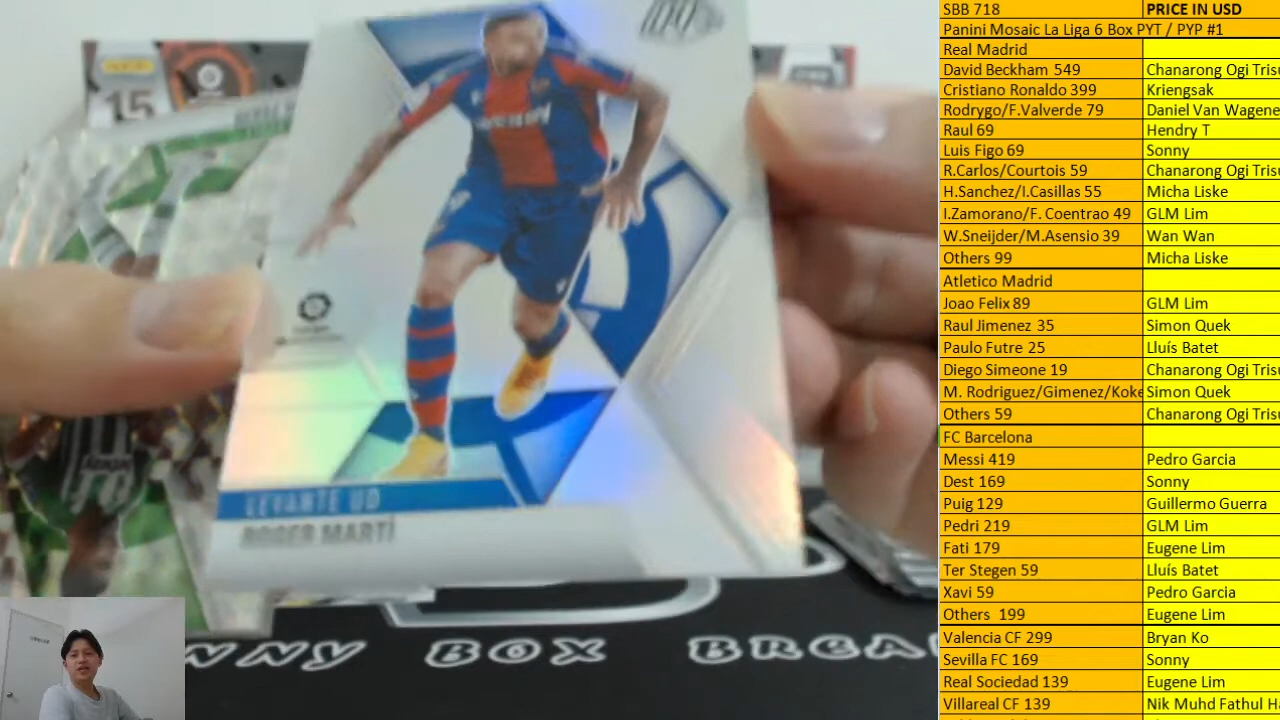 SBB 718 PRICE IN USD
Panini Mosaic La Liga 6 Box PYT / PYP #1
Real Madrid
David Beckham 549 Chanarong Ogi
Cristiano Ronaldo 399 Kriengsak
Rodrygo/F.Valverde 79 Daniel Van
Raul 69 Hendry T
Luis Figo 69 Sonny
R.Carlos/Courtois 59 Chanarong Ogi
H.Sanchez/I.Casillas 55 Micha Liske
I.Zamorano/F. Coentrao 49 GLM Lim
W.Sneijder/M.Asensio 39 Wan Wan
Others 99 Micha Liske
Atletico Madrid
Joao Felix 89 GLM Lim
Raul Jimenez 35 Simon Quek
Paulo Futre 25 Lluís Batet
Diego Simeone 19 Chanarong Ogi
M. Rodriguez/Gimenez/Koke Simon Quek
Others 59 Chanarong Ogi
FC Barcelona
Messi 419 Pedro Garcia
Dest 169 Sonny
Puig 129 Guillermo Guerra
Pedri 219 GLM Lim
Fati 179 Eugene Lim
Ter Stegen 59 Lluís Batet
Xavi 59 Pedro Garcia
Others 199 Eugene Lim
Valencia CF 299 Bryan Ko
Sevilla FC 169 Sonny
Real Sociedad 139 Eugene Lim
Villareal CF 139 Nik Muhd Fathul
15
LEVANTE UD
ROGER MARTÍ
BOX